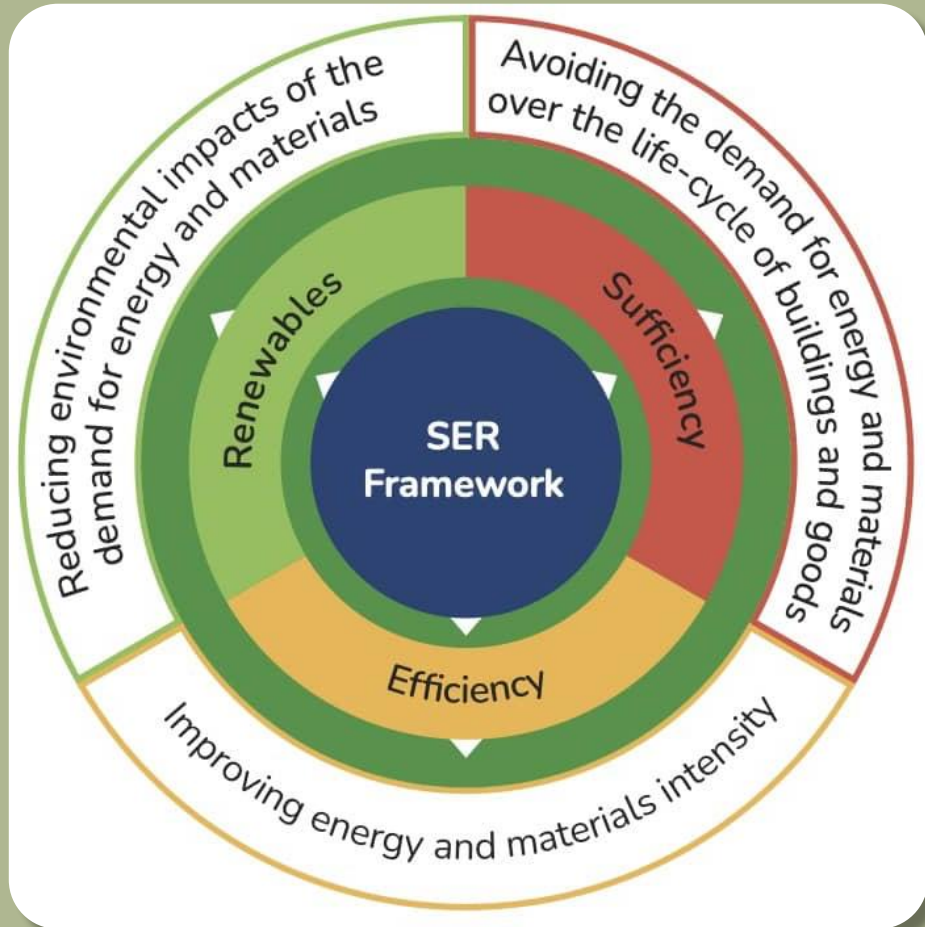 SER
Framework
Sufficiency
Avoiding the demand for energy and materials
over the life-cycle of buildings and goods
Efficiency
Improving energy and materials intensity
Renewables
Reducing environmental impacts of the
demand for energy and materials